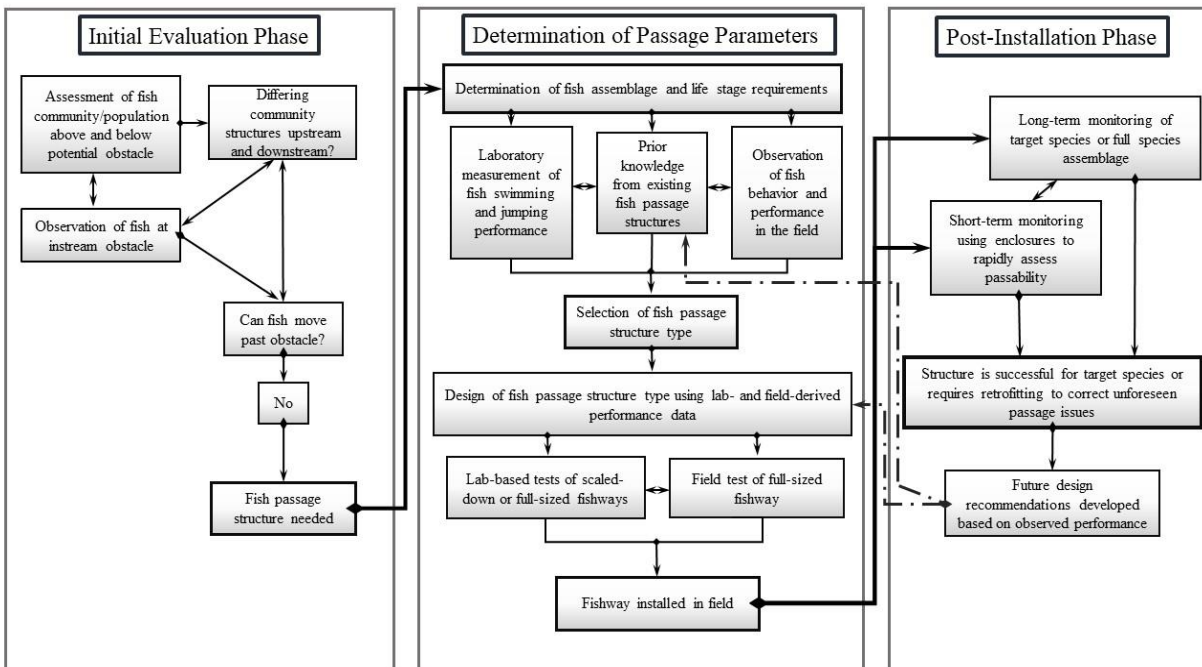 Initial Evaluation Phase
Assessment of fish
community/population
above and below
potential obstacle
Differing
community
structures upstream
and downstream?
Observation of fish at
instream obstacle
Can fish move
past obstacle?
No
Fish passage
structure needed
Determination of Passage Parameters
Determination of fish assemblage and life stage requirements
Laboratory
measurement of
fish swimming
and jumping
performance
Prior
knowledge
from existing
fish passage
structures
Observation
of fish
behavior and
performance
in the field
Selection of fish passage
structure type
Design of fish passage structure type using lab- and field-derived
performance data
Lab-based tests of scaled-
down or full-sized fishways
Field test of full-sized
fishway
Fishway installed in field
Post-Installation Phase
Long-term monitoring of
target species or full species
assemblage
Short-term monitoring
using enclosures to
rapidly assess
passability
Structure is successful for target species or
requires retrofitting to correct unforeseen
passage issues
Future design
recommendations developed
based on observed performance